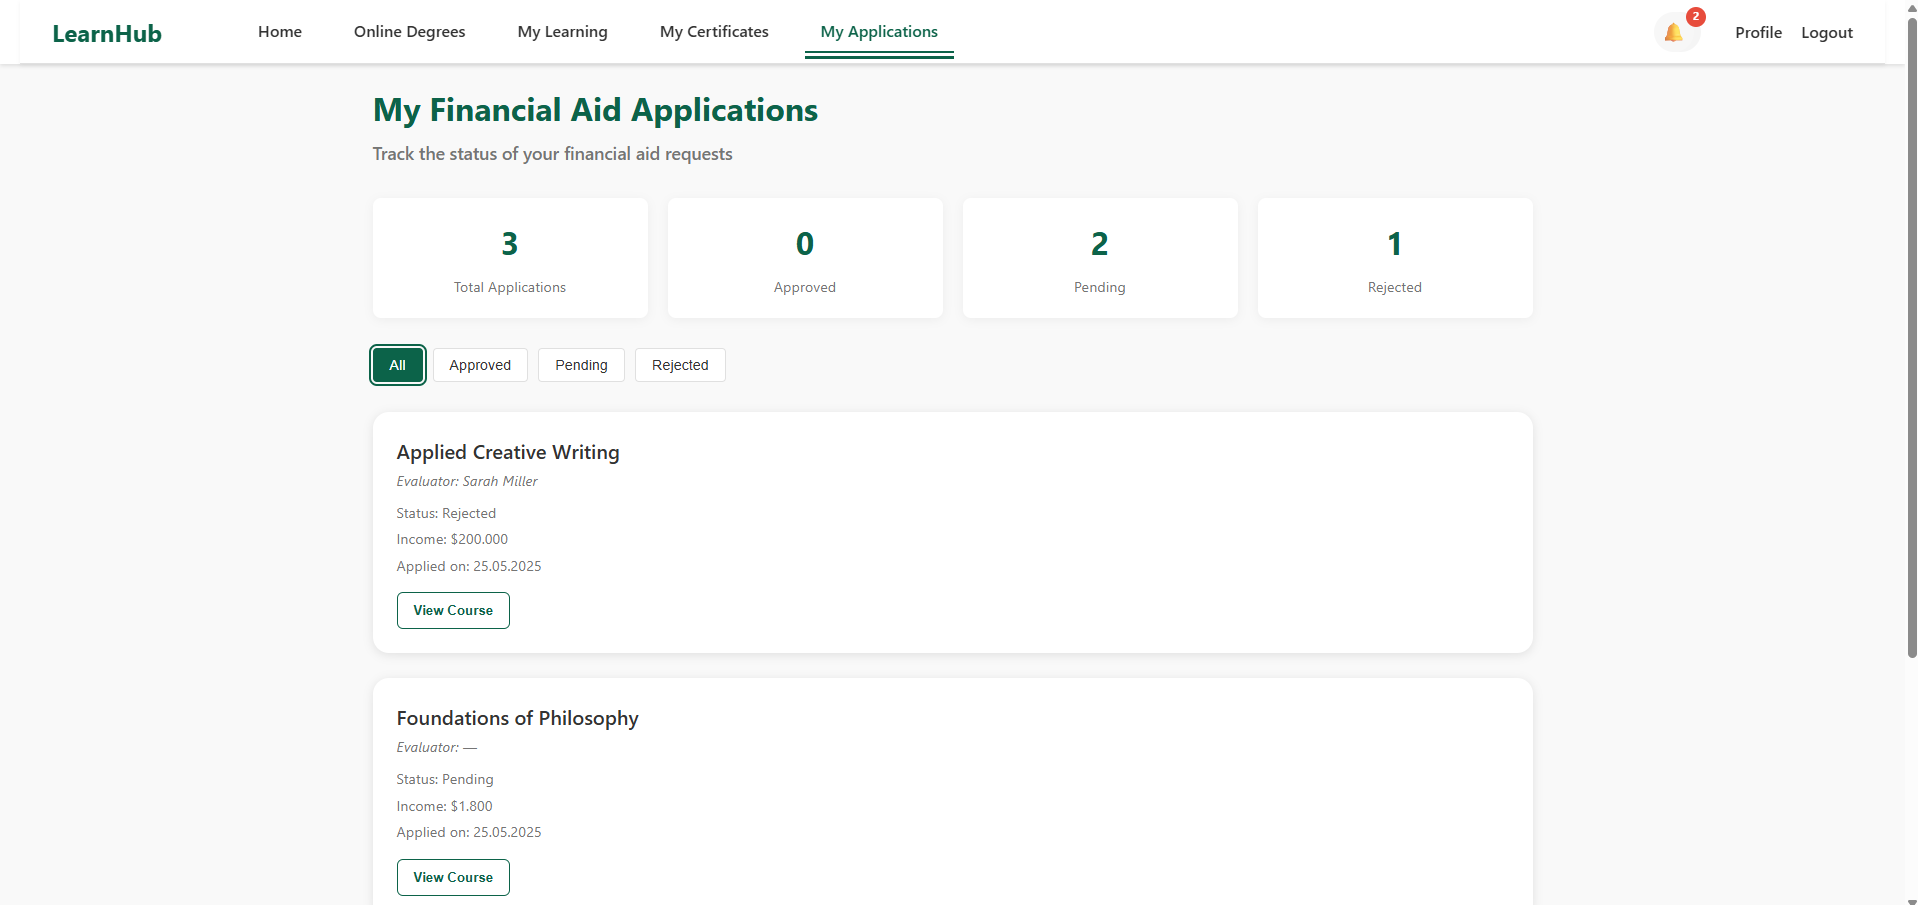 LearnHub Home Online Degrees My Learning My Certificates My Applications 2 Profile Logout
My Financial Aid Applications
Track the status of your financial aid requests
3
Total Applications
0
Approved
2
Pending
1
Rejected
All Approved Pending Rejected
Applied Creative Writing
Evaluator: Sarah Miller
Status: Rejected
Income: $200.000
Applied on: 25.05.2025
View Course
Foundations of Philosophy
Evaluator: —
Status: Pending
Income: $1.800
Applied on: 25.05.2025
View Course